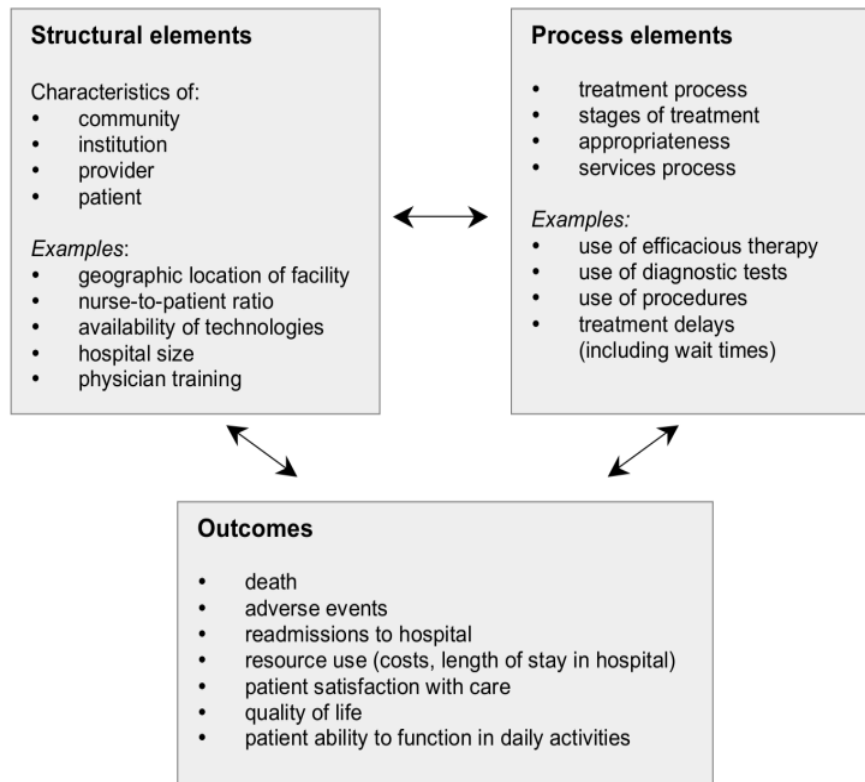 Structural elements
Characteristics of:
• community
• institution
• provider
• patient
Examples:
• geographic location of facility
• nurse-to-patient ratio
• availability of technologies
• hospital size
• physician training
Process elements
• treatment process
• stages of treatment
• appropriateness
• services process
Examples:
• use of efficacious therapy
• use of diagnostic tests
• use of procedures
• treatment delays
(including wait times)
Outcomes
• death
• adverse events
• readmissions to hospital
• resource use (costs, length of stay in hospital)
• patient satisfaction with care
• quality of life
• patient ability to function in daily activities